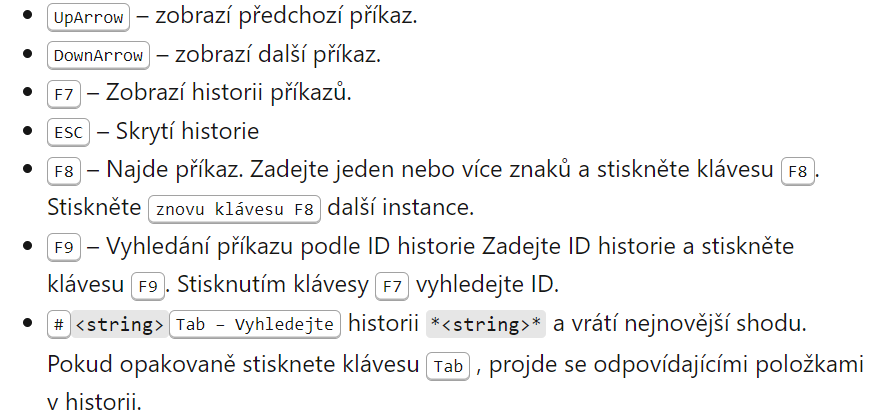 • UpArrow – zobrazí předchozí příkaz.
• DownArrow – zobrazí další příkaz.
• F7 – Zobrazí historii příkazů.
• ESC – Skrytí historie
• F8 – Najde příkaz. Zadejte jeden nebo více znaků a stiskněte klávesu F8.
Stiskněte znovu klávesu F8 další instance.
• F9 – Vyhledání příkazu podle ID historie Zadejte ID historie a stiskněte
klávesu F9. Stisknutím klávesy F7 vyhledejte ID.
• #<string>Tab – Vyhledejte historii *<string>* a vrátí nejnovější shodu.
Pokud opakovaně stisknete klávesu Tab , projde se odpovídajícími položkami
v historii.